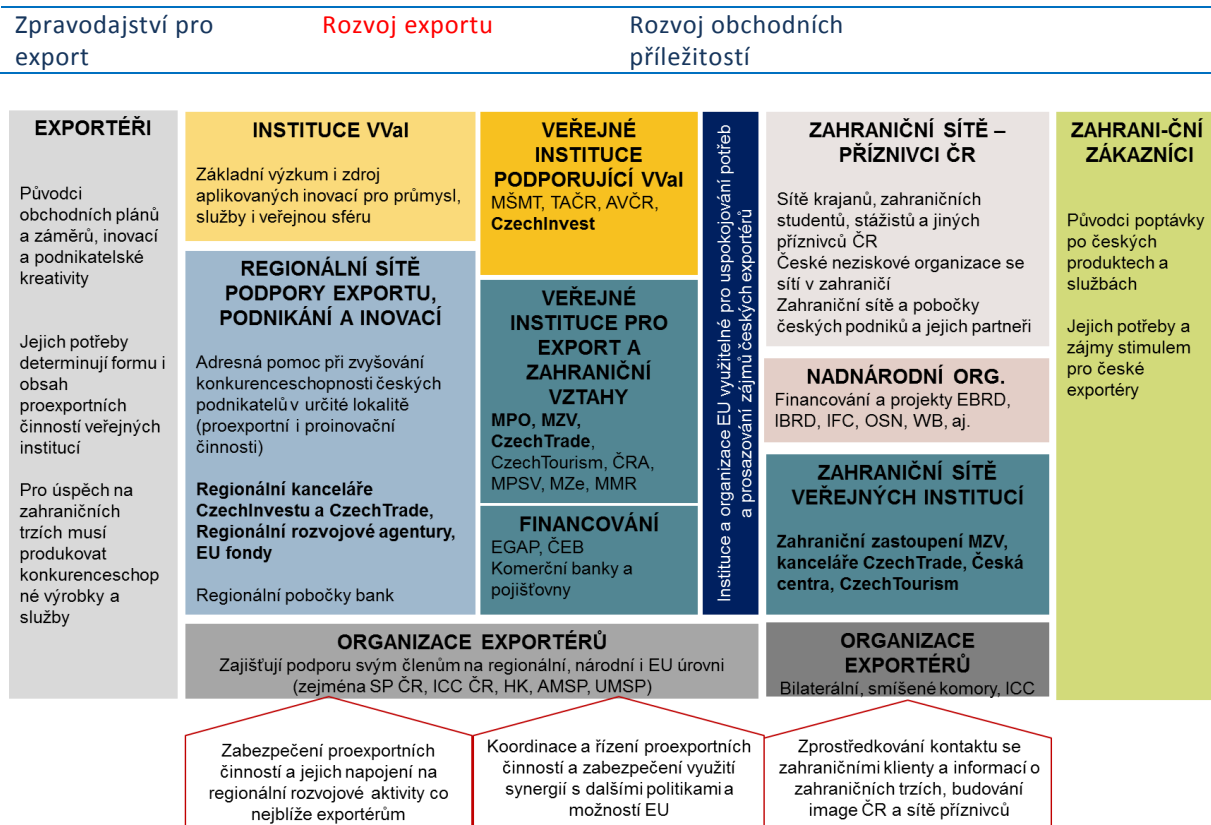 Zpravodajství pro
export
Rozvoj exportu
Rozvoj obchodních
příležitostí
EXPORTÉŘI
Původci
obchodních plánů
a záměrů, inovací
a podnikatelské
kreativity
Jejich potřeby
determinují formu i
obsah
proexportních
činností veřejných
institucí
Pro úspěch na
zahraničních
trzích musí
produkovat
konkurenceschop
né výrobky a
služby
INSTITUCE VVaI
Základní výzkum i zdroj
aplikovaných inovací pro průmysl,
služby i veřejnou sféru
REGIONÁLNÍ SÍTĚ
PODPORY EXPORTU,
PODNIKÁNÍ A INOVACÍ
Adresná pomoc při zvyšování
konkurenceschopnosti českých
podnikatelů v určité lokalitě
(proexportní i proinovační
činnosti)
Regionální kanceláře
CzechInvestu a CzechTrade,
Regionální rozvojové agentury,
EU fondy
Regionální pobočky bank
VEŘEJNÉ
INSTITUCE
PODPORUJÍCÍ VVaI
MŠMT, TAČR, AVČR,
CzechInvest
VEŘEJNÉ
INSTITUCE PRO
EXPORT A
ZAHRANIČNÍ
VZTAHY
MPO, MZV,
CzechTrade,
CzechTourism, ČRA,
MPSV, MZe, MMR
FINANCOVÁNÍ
EGAP, ČEB
Komerční banky a
pojišťovny
Instituce a organizace EU využitelné pro uspokojování potřeb
a prosazování zájmů českých exportérů
ZAHRANIČNÍ SÍTĚ –
PŘÍZNIVCI ČR
Sítě krajanů, zahraničních
studentů, stážistů a jiných
příznivců ČR
České neziskové organizace se
sítí v zahraničí
Zahraniční sítě a pobočky
českých podniků a jejich partneři
NADNÁRODNÍ ORG.
Financování a projekty EBRD,
IBRD, IFC, OSN, WB, aj.
ZAHRANIČNÍ SÍTĚ
VEŘEJNÝCH INSTITUCÍ
Zahraniční zastoupení MZV,
kanceláře CzechTrade, Česká
centra, CzechTourism
ZAHRANI-ČNÍ
ZÁKAZNÍCI
Původci poptávky
po českých
produktech a
službách
Jejich potřeby a
zájmy stimulem
pro české
exportéry
ORGANIZACE EXPORTÉRŮ
Zajišťují podporu svým členům na regionální, národní i EU úrovni
(zejména SP ČR, ICC ČR, HK, AMSP, UMSP)
ORGANIZACE
EXPORTÉRŮ
Bilaterální, smíšené komory, ICC
Zabezpečení proexportních
činností a jejich napojení na
regionální rozvojové aktivity co
nejblíže exportérům
Koordinace a řízení proexportních
činností a zabezpečení využití
synergií s dalšími politikami a
možností EU
Zprostředkování kontaktu se
zahraničními klienty a informací o
zahraničních trzích, budování
image ČR a sítě příznivců